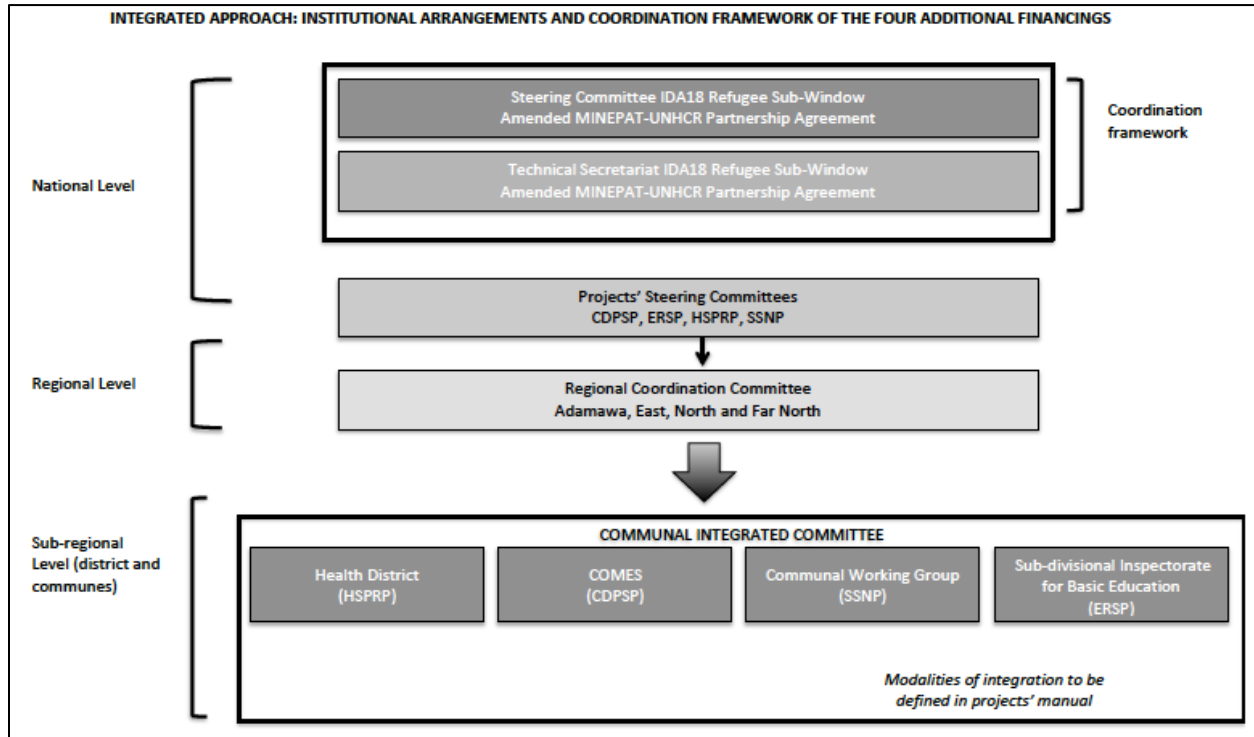 INTEGRATED APPROACH: INSTITUTIONAL ARRANGEMENTS AND COORDINATION FRAMEWORK OF THE FOUR ADDITIONAL FINANCINGS
Steering Committee IDA18 Refugee Sub-Window
Amended MINEPAT-UNHCR Partnership Agreement
Coordination
framework
Technical Secretariat IDA18 Refugee Sub-Window
Amended MINEPAT-UNHCR Partnership Agreement
National Level
Projects' Steering Committees
CDPSP, ERSP, HSPRP, SSNP
Regional Level
Regional Coordination Committee
Adamawa, East, North and Far North
Sub-regional
Level (district and
communes)
COMMUNAL INTEGRATED COMMITTEE
Health District
(HSPRP)
COMES
(CDPSP)
Communal Working Group
(SSNP)
Sub-divisional Inspectorate
for Basic Education
(ERSP)
Modalities of integration to be
defined in projects' manual